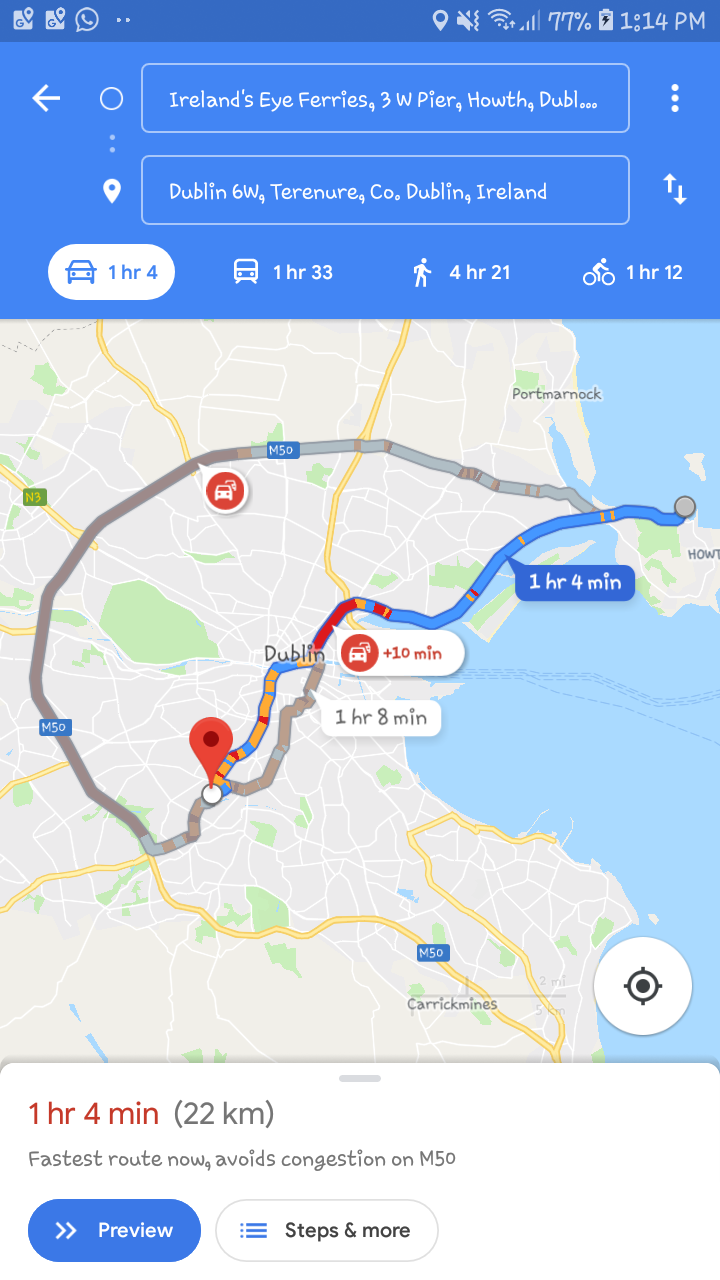 77% 1:14 PM
Ireland's Eye Ferries, 3 W Pier, Howth, Dubl...
Dublin 6W, Terenure, Co. Dublin, Ireland
1 hr 4
1 hr 33
4 hr 21
1 hr 12
Portmarnock
M50
N3
HOWT
1 hr 4 min
Dublin
+10 min
1 hr 8 min
M50
M50
2 mi
Carrickmines
5 km
1 hr 4 min (22 km)
Fastest route now, avoids congestion on M50
Preview
Steps & more